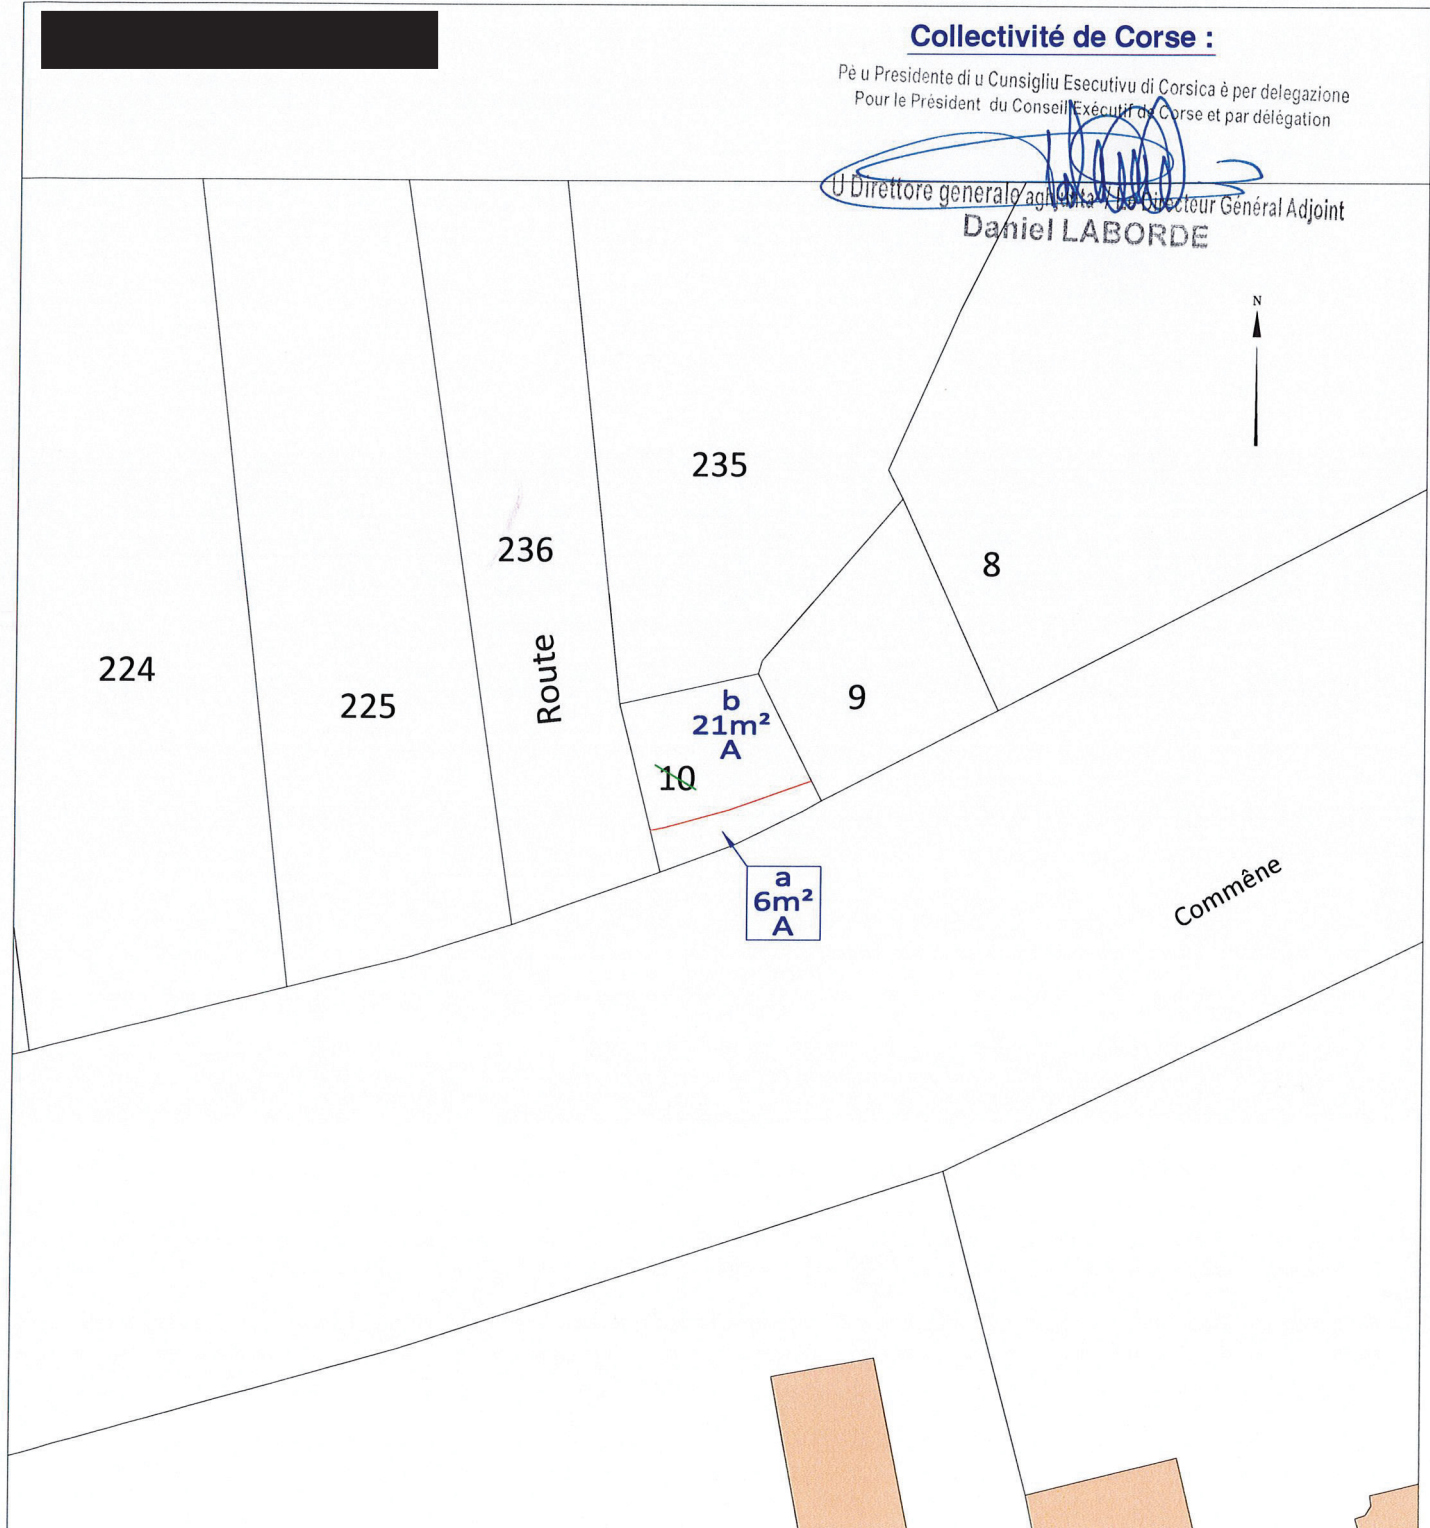 Collectivité de Corse :
Pè u Presidente di u Cunsigliu Esecutivu di Corsica è per delegazione
Pour le Président du Conseil Exécutif de Corse et par délégation
U Direttore generale aghjuntu / Le Directeur Général Adjoint
Daniel LABORDE
N
235
236
8
Route
224
225
9
b
21m²
A
10
a
6m²
A
Commêne